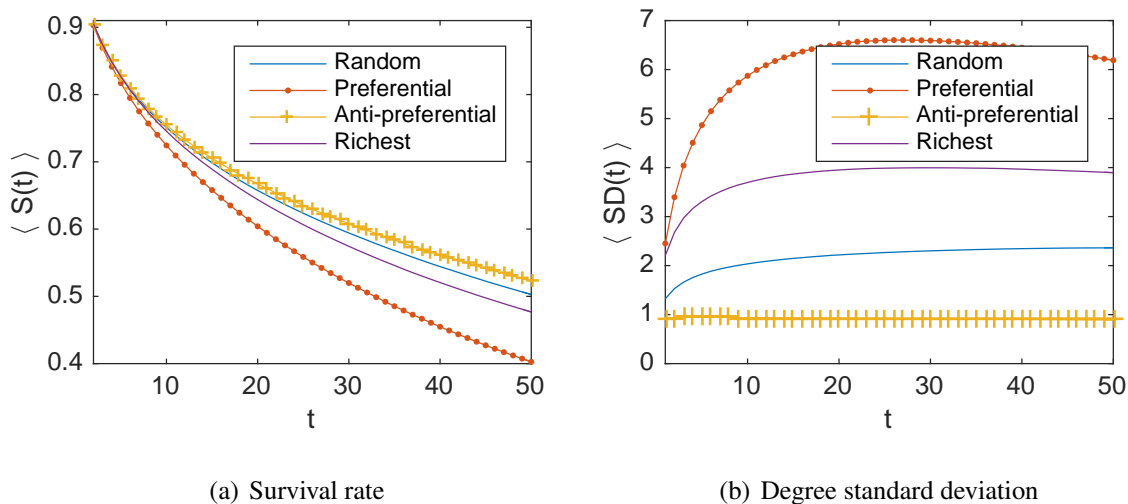 0.9
0.8
0.7
0.6
0.5
0.4
⟨ S(t) ⟩
10 20 30 40 50
t
Random
Preferential
Anti-preferential
Richest
(a) Survival rate
7
6
5
4
3
2
1
0
⟨ SD(t) ⟩
10 20 30 40 50
t
Random
Preferential
Anti-preferential
Richest
(b) Degree standard deviation